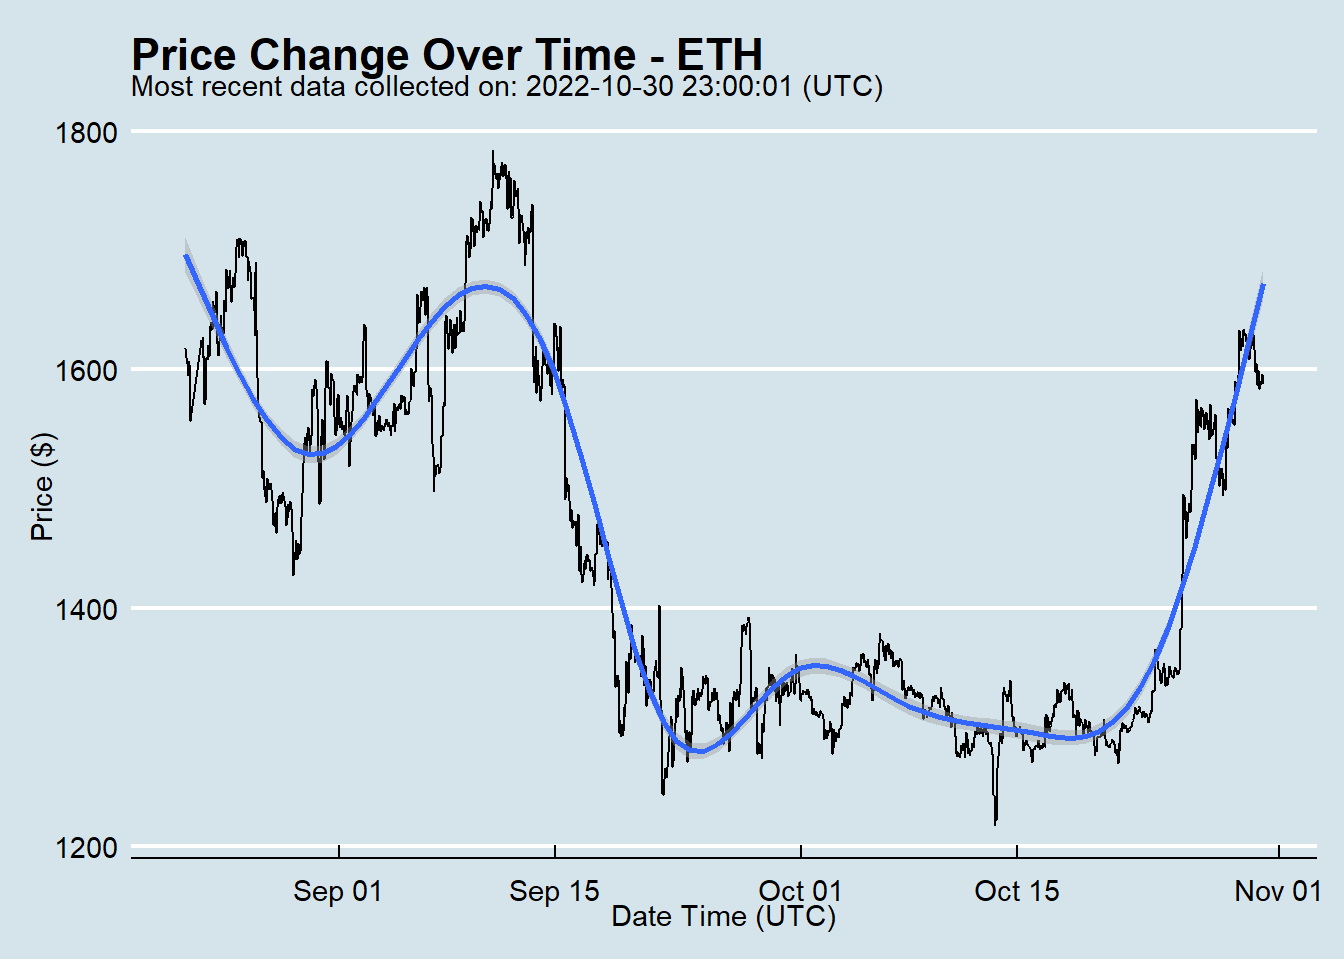 Price Change Over Time - ETH
Most recent data collected on: 2022-10-30 23:00:01 (UTC)
1800
1600
1400
1200
Price ($)
Sep 01 Sep 15 Oct 01 Oct 15 Nov 01
Date Time (UTC)